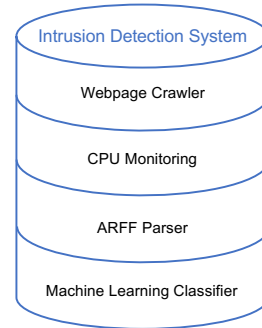 Intrusion Detection System
Webpage Crawler
CPU Monitoring
ARFF Parser
Machine Learning Classifier